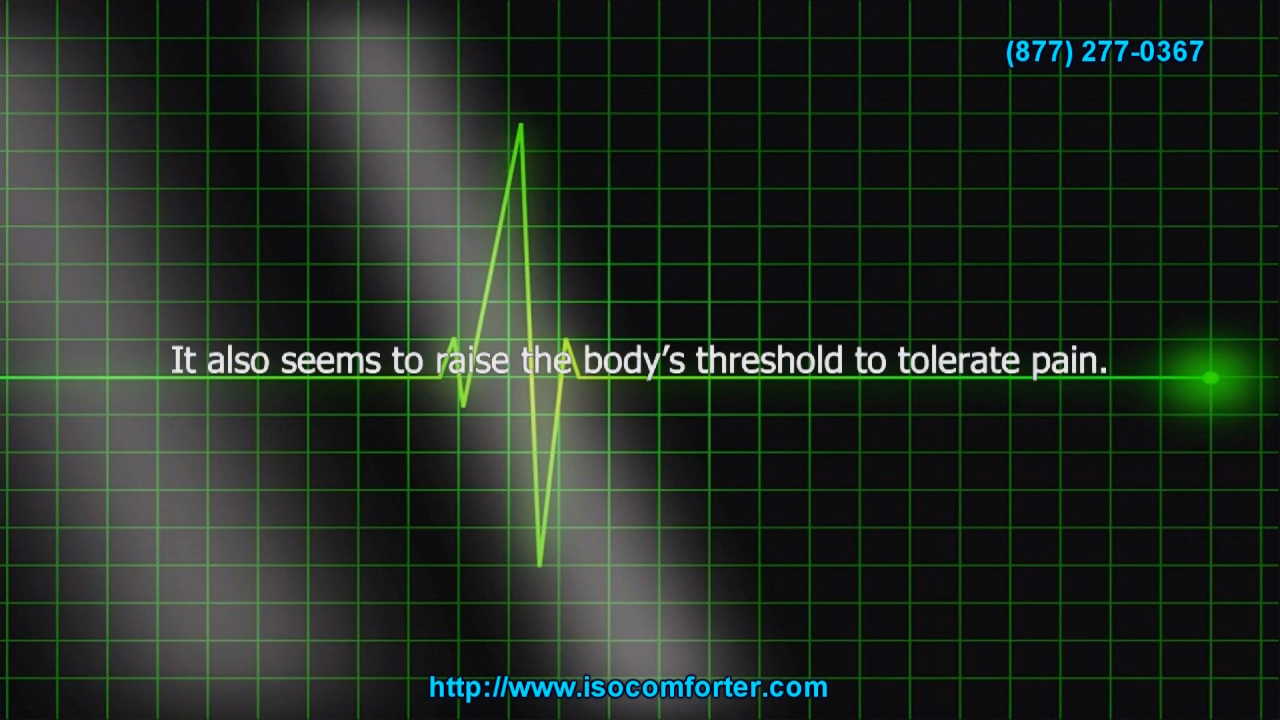 (877) 277-0367
It also seems to raise the body’s threshold to tolerate pain.
http://www.isocomforter.com